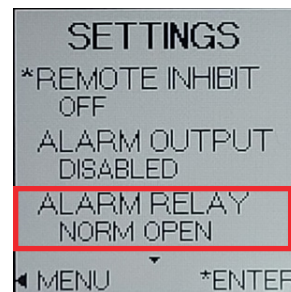 SETTINGS
*REMOTE INHIBIT
OFF
ALARM OUTPUT
DISABLED
ALARM RELAY
NORM OPEN
MENU *ENTER